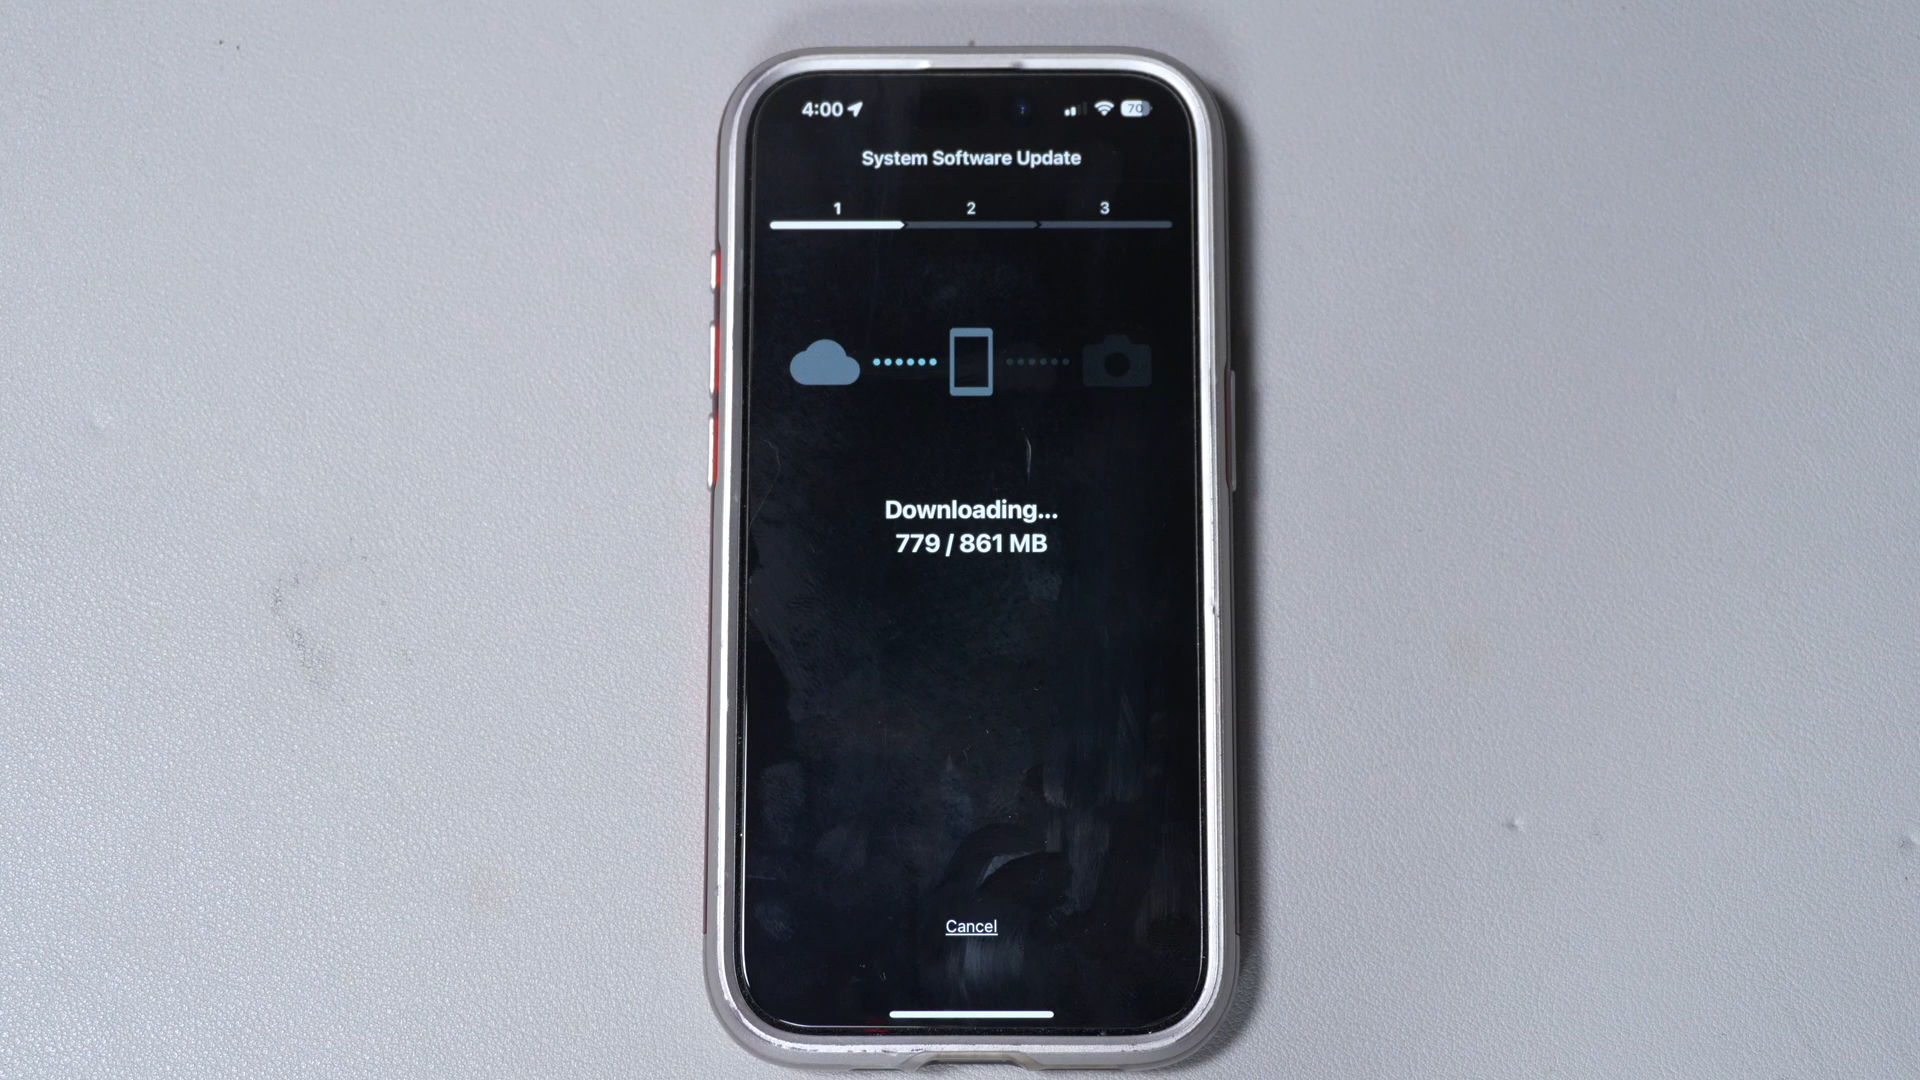 4:00
70
System Software Update
1 2 3
Downloading...
779 / 861 MB
Cancel